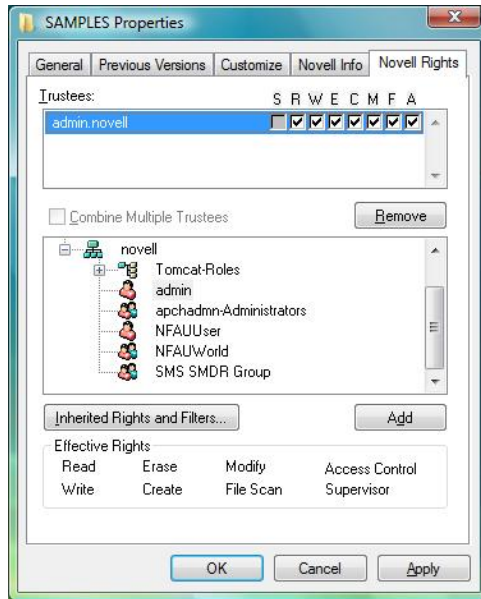 SAMPLES Properties
General Previous Versions Customize Novell Info Novell Rights
Trustees: S R W E C M F A
admin.novell
Combine Multiple Trustees Remove
novell
Tomcat-Roles
admin
apchadmn-Administrators
NFAUUser
NFAUWorld
SMS SMDR Group
Inherited Rights and Filters... Add
Effective Rights
Read Erase Modify Access Control
Write Create File Scan Supervisor
OK Cancel Apply